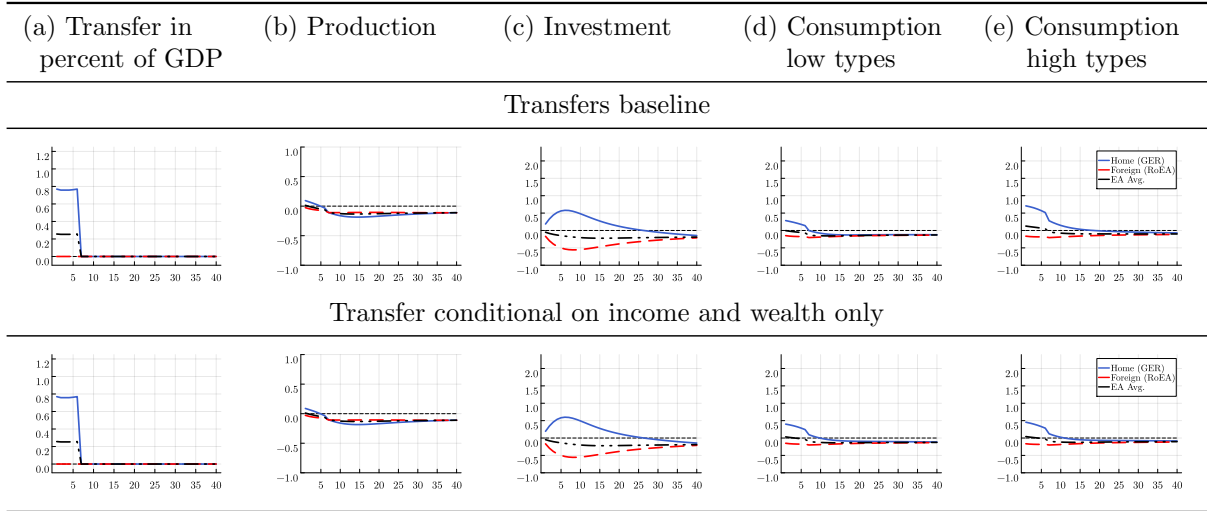 (a) Transfer in percent of GDP
(b) Production
(c) Investment
(d) Consumption low types
(e) Consumption high types
Transfers baseline
1.2
1.0
0.8
0.6
0.4
0.2
0.0
5 10 15 20 25 30 35 40
1.0
0.5
0.0
−0.5
−1.0
5 10 15 20 25 30 35 40
2.0
1.5
1.0
0.5
0.0
−0.5
−1.0
5 10 15 20 25 30 35 40
2.0
1.5
1.0
0.5
0.0
−0.5
−1.0
5 10 15 20 25 30 35 40
2.0
1.5
1.0
0.5
0.0
−0.5
−1.0
5 10 15 20 25 30 35 40
Home (GER)
Foreign (RoEA)
EA Avg.
Transfer conditional on income and wealth only
1.2
1.0
0.8
0.6
0.4
0.2
0.0
5 10 15 20 25 30 35 40
1.0
0.5
0.0
−0.5
−1.0
5 10 15 20 25 30 35 40
2.0
1.5
1.0
0.5
0.0
−0.5
−1.0
5 10 15 20 25 30 35 40
2.0
1.5
1.0
0.5
0.0
−0.5
−1.0
5 10 15 20 25 30 35 40
2.0
1.5
1.0
0.5
0.0
−0.5
−1.0
5 10 15 20 25 30 35 40
Home (GER)
Foreign (RoEA)
EA Avg.